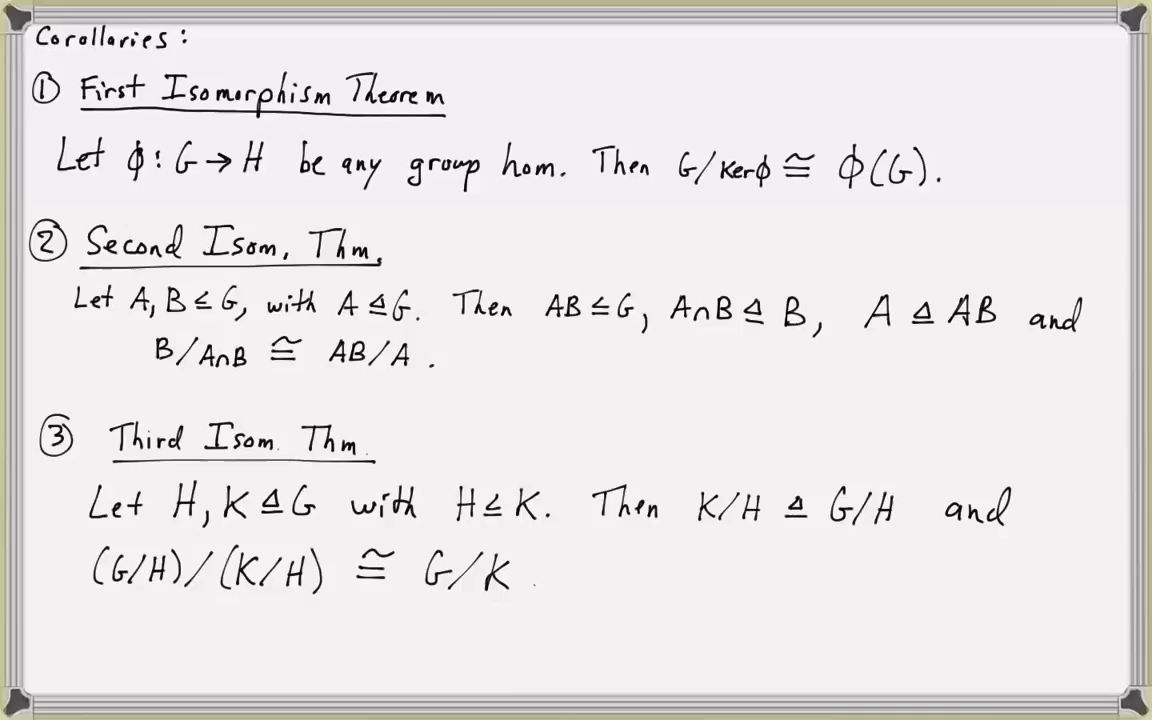 Corollaries:
① First Isomorphism Theorem
Let ϕ: G → H be any group hom. Then G/kerϕ ≅ ϕ(G).
② Second Isom. Thm.
Let A, B ≤ G, with A ⊴ G. Then AB ≤ G, A∩B ⊴ B, A ⊴ AB and
B/A∩B ≅ AB/A.
③ Third Isom. Thm.
Let H, K ⊴ G with H ≤ K. Then K/H ⊴ G/H and
(G/H)/(K/H) ≅ G/K.